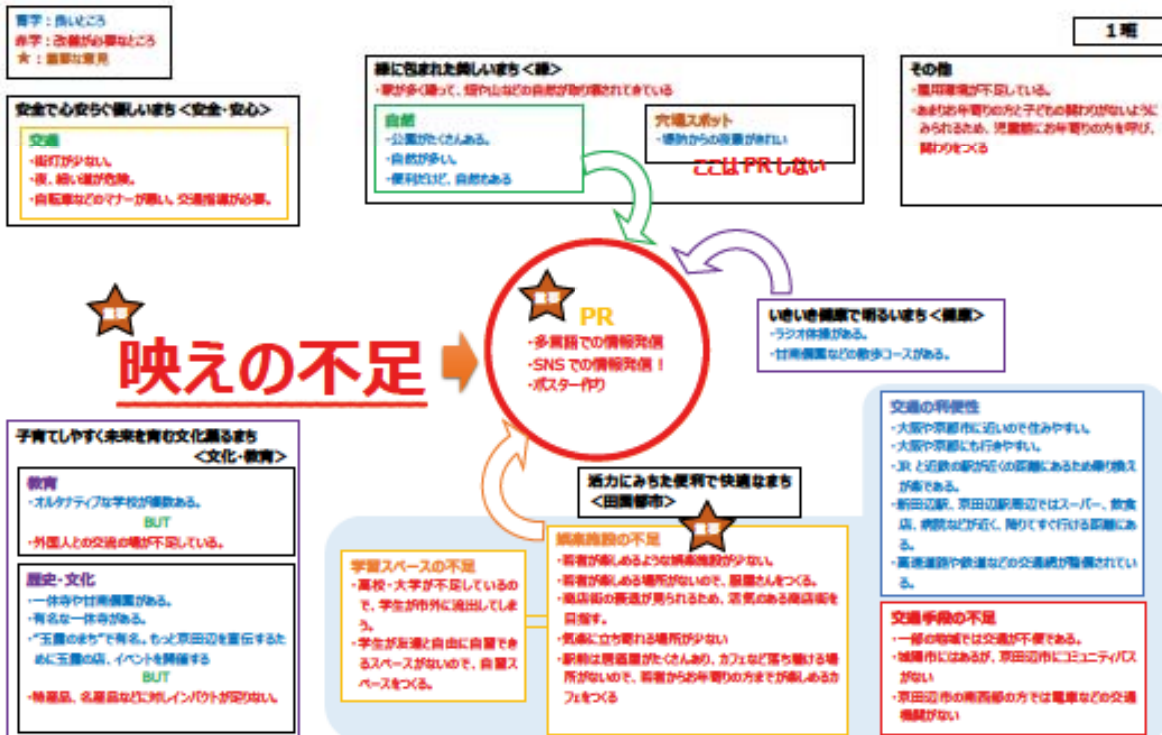 青字：良いところ
赤字：改善が必要なところ
★：重要な意見
1班
安全で心安らぐ優しいまち＜安全・安心＞
交通
・街灯が少ない。
・夜、細い道が危険。
・自転車などのマナーが悪い。交通指導が必要。
緑に包まれた美しいまち＜緑＞
・家が多く建って、畑や山などの自然が取り壊されてきている
自然
・公園がたくさんある。
・自然が多い。
・便利だけど、自然もある
穴場スポット
・堤防からの夜景がきれい
ここはPRしない
その他
・雇用環境が不足している。
・あまりお年寄りの方と子どもの関わりがないように
みられるため、児童館にお年寄りの方を呼び、
関わりをつくる
重要
映えの不足
重要
PR
・多言語での情報発信
・SNSでの情報発信！
・ポスター作り
いきいき健康で明るいまち＜健康＞
・ラジオ体操がある。
・甘南備園などの散歩コースがある。
子育てしやすく未来を育む文化薫るまち
＜文化・教育＞
教育
・オルタナティブな学校が複数ある。
BUT
・外国人との交流の場が不足している。
歴史・文化
・一休寺や甘南備園がある。
・有名な一休寺がある。
・“玉露のまち”で有名。もっと京田辺を宣伝するた
めに玉露の店、イベントを開催する
BUT
・特産品、名産品などに対しインパクトが足りない。
活力にみちた便利で快適なまち
＜田園都市＞
重要
学習スペースの不足
・高校・大学が不足しているの
で、学生が市外に流出してしま
う。
・学生が友達と自由に自習でき
るスペースがないので、自習ス
ペースをつくる。
娯楽施設の不足
・若者が楽しめるような娯楽施設が少ない。
・若者が楽しめる場所がないので、服屋さんをつくる。
・商店街の衰退が見られるため、活気のある商店街を
目指す。
・気楽に立ち寄れる場所が少ない
・駅前は居酒屋がたくさんあり、カフェなど落ち着ける場
所がないので、若者からお年寄りの方までが楽しめるカ
フェをつくる
交通の利便性
・大阪や京都市に近いので住みやすい。
・大阪や京都にも行きやすい。
・JRと近鉄の駅が近くの距離にあるため乗り換え
が楽である。
・新田辺駅、京田辺駅周辺ではスーパー、飲食
店、病院などが近く、降りてすぐ行ける距離にあ
る。
・高速道路や鉄道などの交通網が整備されてい
る。
交通手段の不足
・一部の地域では交通が不便である。
・城陽市にはあるが、京田辺市にコミュニティバス
がない
・京田辺市の南西部の方では電車などの交通
機関がない